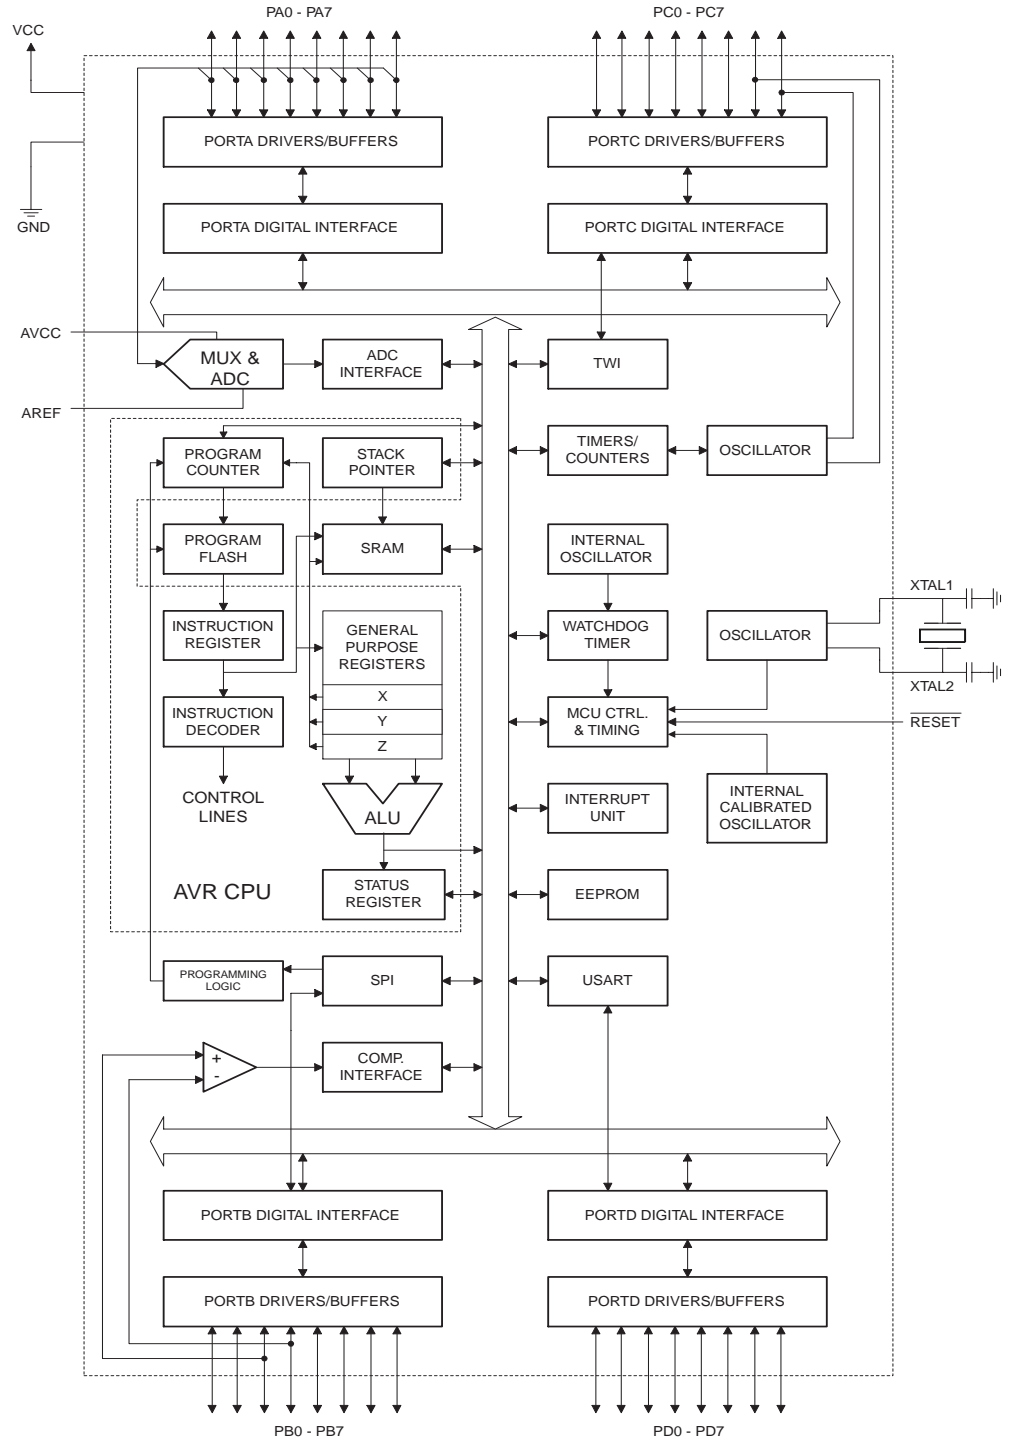 PA0 - PA7
PC0 - PC7
VCC
PORTA DRIVERS/BUFFERS
PORTC DRIVERS/BUFFERS
GND
PORTA DIGITAL INTERFACE
PORTC DIGITAL INTERFACE
AVCC
MUX &
ADC
ADC
INTERFACE
TWI
AREF
PROGRAM
COUNTER
STACK
POINTER
TIMERS/
COUNTERS
OSCILLATOR
PROGRAM
FLASH
SRAM
INTERNAL
OSCILLATOR
XTAL1
INSTRUCTION
REGISTER
GENERAL
PURPOSE
REGISTERS
WATCHDOG
TIMER
OSCILLATOR
XTAL2
X
Y
Z
INSTRUCTION
DECODER
MCU CTRL.
& TIMING
RESET
CONTROL
LINES
ALU
INTERRUPT
UNIT
INTERNAL
CALIBRATED
OSCILLATOR
AVR CPU
STATUS
REGISTER
EEPROM
PROGRAMMING
LOGIC
SPI
USART
+
-
COMP.
INTERFACE
PORTB DIGITAL INTERFACE
PORTD DIGITAL INTERFACE
PORTB DRIVERS/BUFFERS
PORTD DRIVERS/BUFFERS
PB0 - PB7
PD0 - PD7